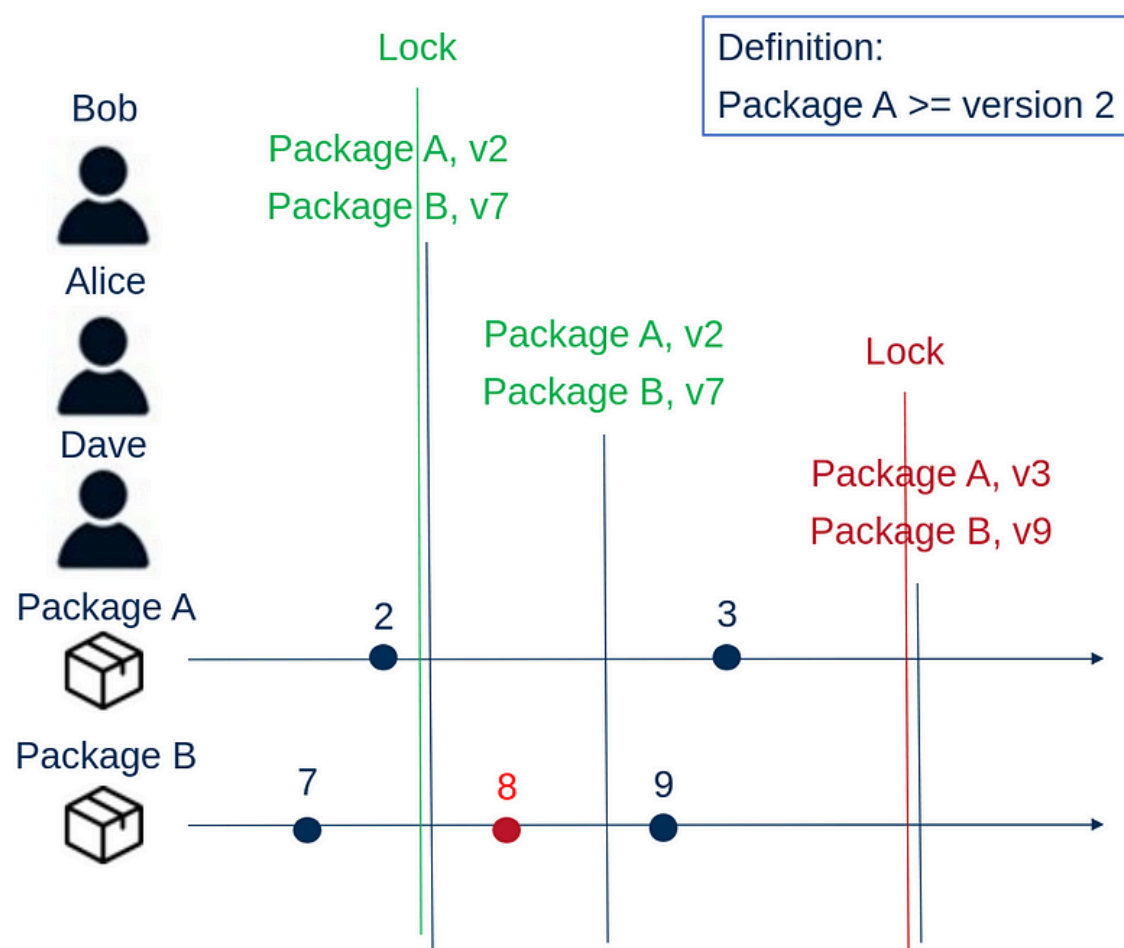 Lock
Definition:
Package A >= version 2
Bob
Package A, v2
Package B, v7
Alice
Package A, v2
Package B, v7
Lock
Dave
Package A, v3
Package B, v9
Package A
2
3
Package B
7
8
9